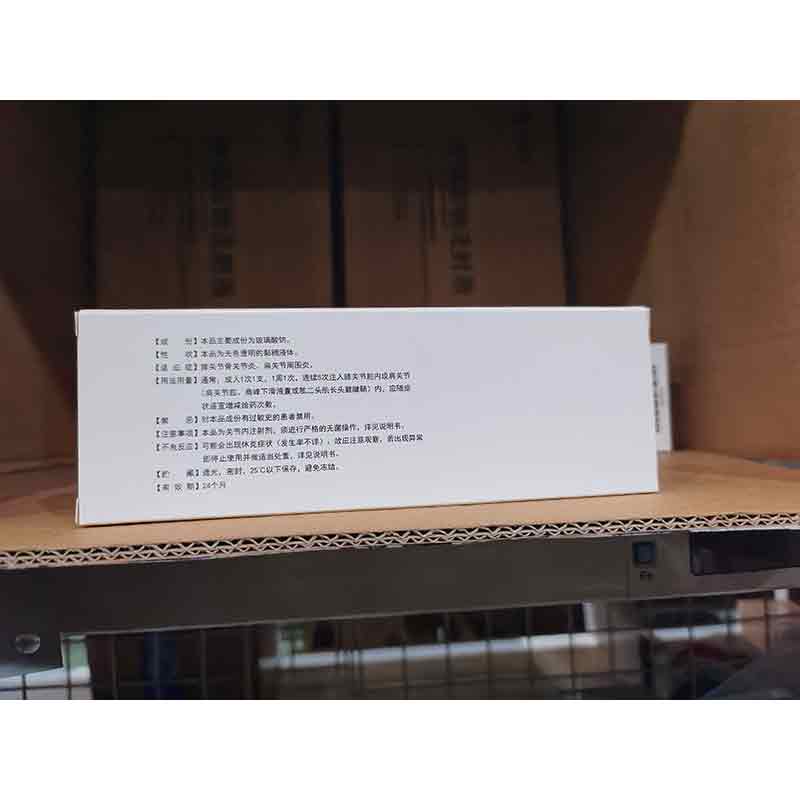 【成 份】本品主要成份为玻璃酸钠。
【性 状】本品为无色透明的黏稠液体。
【适 应 症】膝关节骨关节炎、肩关节周围炎。
【用法用量】通常，成人1次1支，1周1次，连续5次注入膝关节腔内或肩关节
（肩关节腔、肩峰下滑液囊或肱二头肌长头腱腱鞘）内，应随症
状适宜增减给药次数。
【禁 忌】对本品成份有过敏史的患者禁用。
【注意事项】本品为关节内注射剂，须进行严格的无菌操作，详见说明书。
【不良反应】可能会出现休克症状（发生率不详），故应注意观察，若出现异常
即停止使用并做适当处置，详见说明书。
【贮 藏】遮光，密封，25℃以下保存，避免冻结。
【有 效 期】24个月